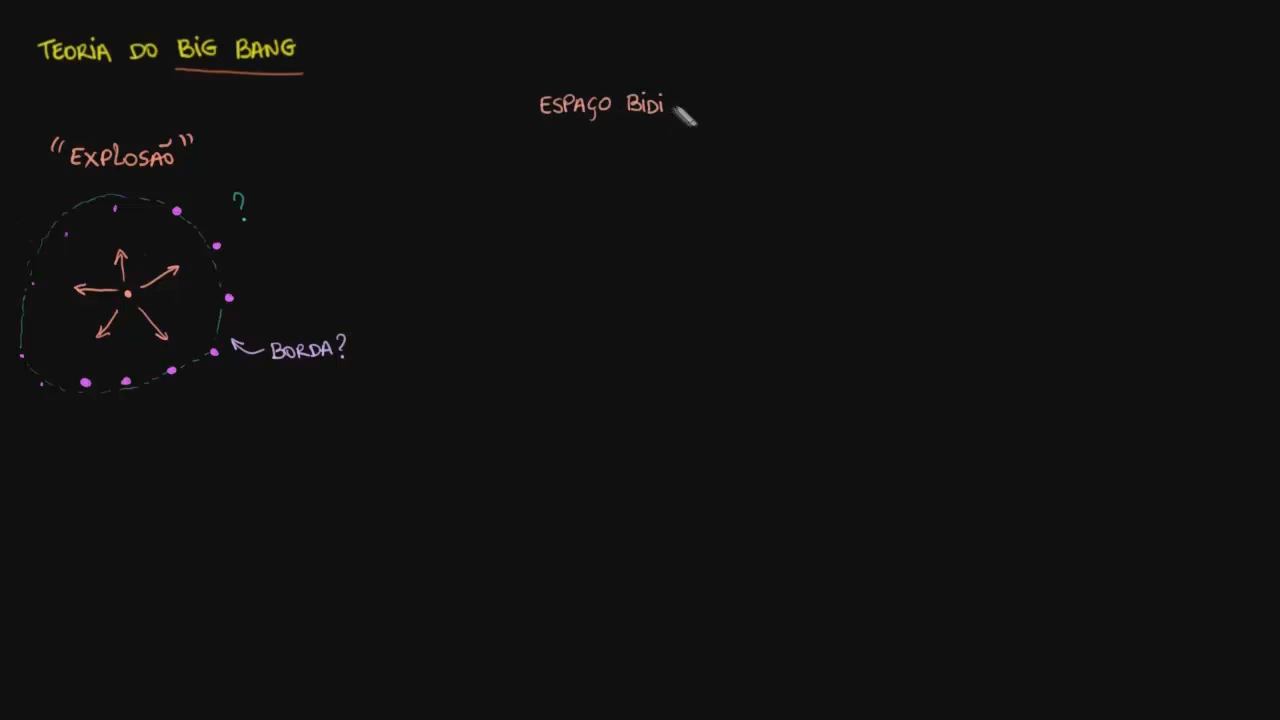 TEORIA DO BIG BANG
ESPAÇO BIDI
"EXPLOSÃO"
?
BORDA?